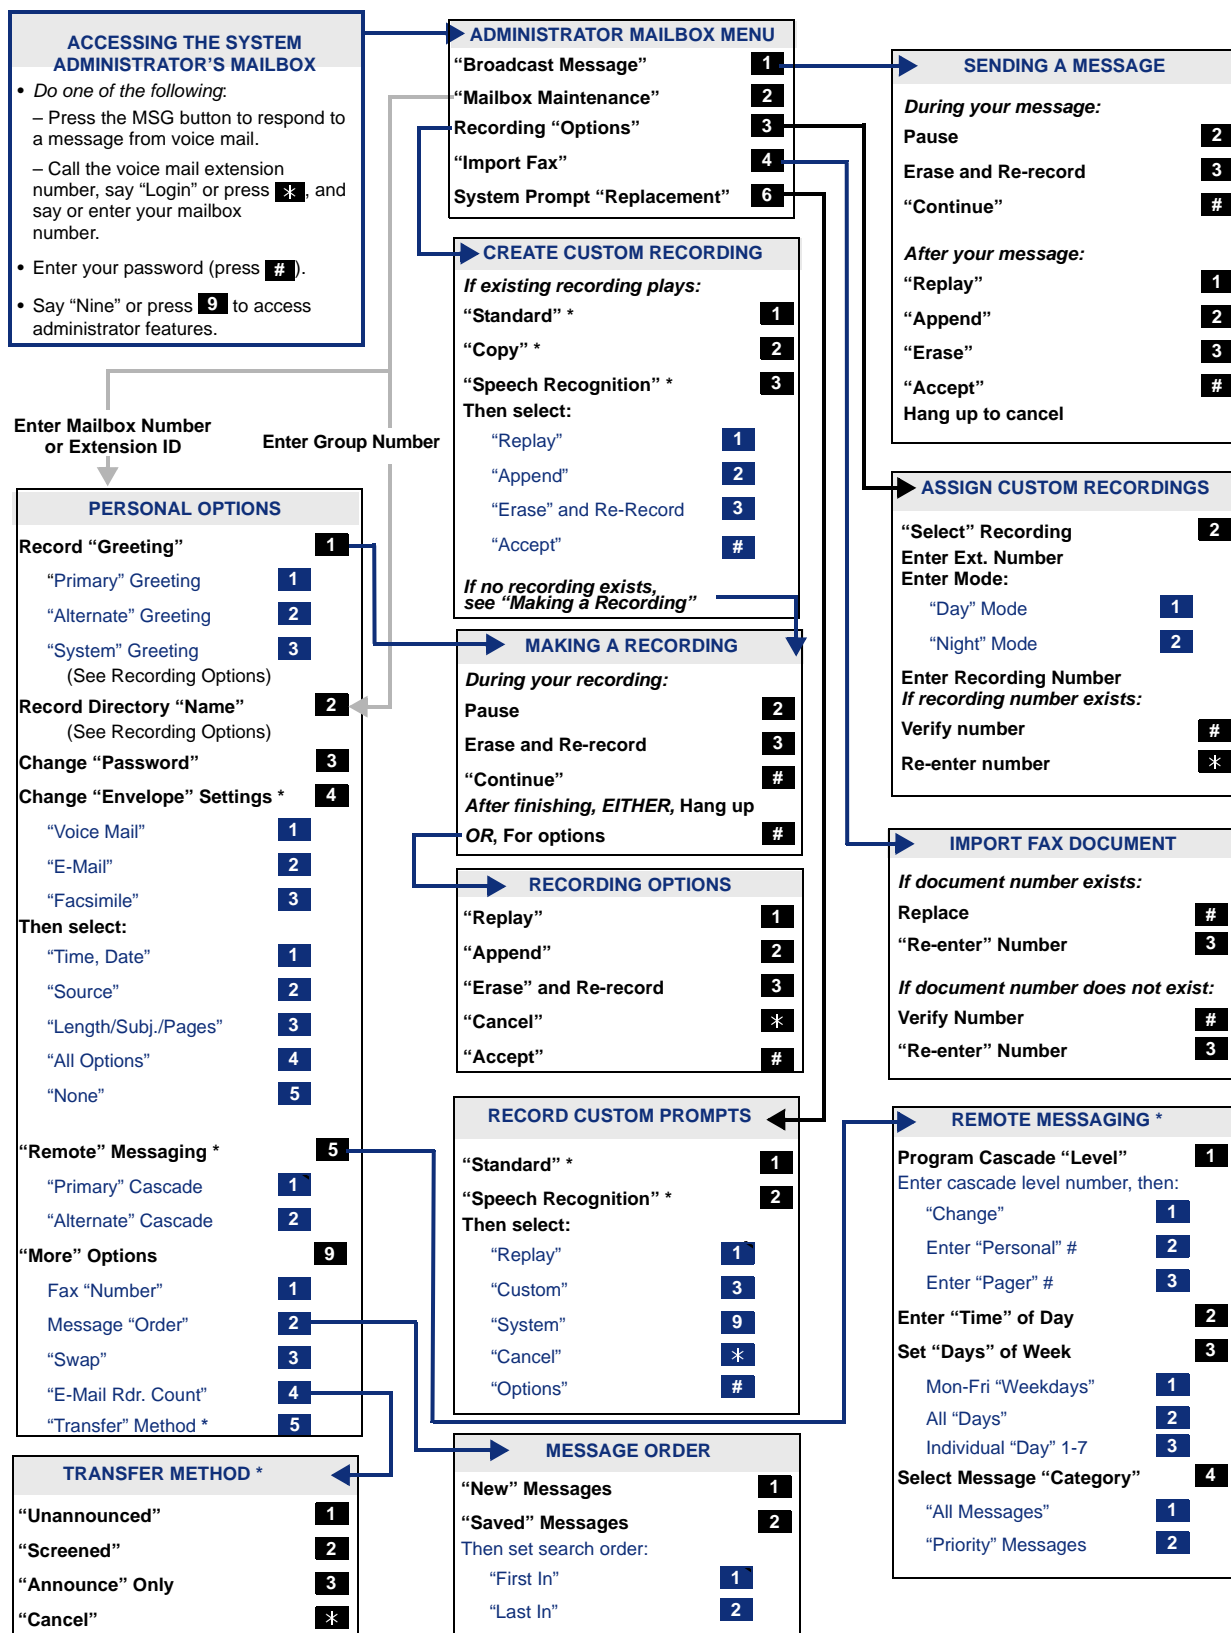 ACCESSING THE SYSTEM
ADMINISTRATOR’S MAILBOX
• Do one of the following:
– Press the MSG button to respond to
a message from voice mail.
– Call the voice mail extension
number, say “Login” or press *, and
say or enter your mailbox
number.
• Enter your password (press #).
• Say “Nine” or press 9 to access
administrator features.
Enter Mailbox Number
or Extension ID
Enter Group Number
PERSONAL OPTIONS
Record “Greeting” 1
“Primary” Greeting 1
“Alternate” Greeting 2
“System” Greeting 3
(See Recording Options)
Record Directory “Name” 2
(See Recording Options)
Change “Password” 3
Change “Envelope” Settings * 4
“Voice Mail” 1
“E-Mail” 2
“Facsimile” 3
Then select:
“Time, Date” 1
“Source” 2
“Length/Subj./Pages” 3
“All Options” 4
“None” 5
“Remote” Messaging * 5
“Primary” Cascade 1
“Alternate” Cascade 2
“More” Options 9
Fax “Number” 1
Message “Order” 2
“Swap” 3
“E-Mail Rdr. Count” 4
“Transfer” Method * 5
TRANSFER METHOD *
“Unannounced” 1
“Screened” 2
“Announce” Only 3
“Cancel” *
ADMINISTRATOR MAILBOX MENU
“Broadcast Message” 1
“Mailbox Maintenance” 2
Recording “Options” 3
“Import Fax” 4
System Prompt “Replacement” 6
CREATE CUSTOM RECORDING
If existing recording plays:
“Standard” * 1
“Copy” * 2
“Speech Recognition” * 3
Then select:
“Replay” 1
“Append” 2
“Erase” and Re-Record 3
“Accept” #
If no recording exists,
see “Making a Recording”
MAKING A RECORDING
During your recording:
Pause 2
Erase and Re-record 3
“Continue” #
After finishing, EITHER, Hang up
OR, For options #
RECORDING OPTIONS
“Replay” 1
“Append” 2
“Erase” and Re-record 3
“Cancel” *
“Accept” #
RECORD CUSTOM PROMPTS
“Standard” * 1
“Speech Recognition” * 2
Then select:
“Replay” 1
“Custom” 3
“System” 9
“Cancel” *
“Options” #
MESSAGE ORDER
“New” Messages 1
“Saved” Messages 2
Then set search order:
“First In” 1
“Last In” 2
SENDING A MESSAGE
During your message:
Pause 2
Erase and Re-record 3
“Continue” #
After your message:
“Replay” 1
“Append” 2
“Erase” 3
“Accept” #
Hang up to cancel
ASSIGN CUSTOM RECORDINGS
“Select” Recording 2
Enter Ext. Number
Enter Mode:
“Day” Mode 1
“Night” Mode 2
Enter Recording Number
If recording number exists:
Verify number #
Re-enter number *
IMPORT FAX DOCUMENT
If document number exists:
Replace #
“Re-enter” Number 3
If document number does not exist:
Verify Number #
“Re-enter” Number 3
REMOTE MESSAGING *
Program Cascade “Level” 1
Enter cascade level number, then:
“Change” 1
Enter “Personal” # 2
Enter “Pager” # 3
Enter “Time” of Day 2
Set “Days” of Week 3
Mon-Fri “Weekdays” 1
All “Days” 2
Individual “Day” 1-7 3
Select Message “Category” 4
“All Messages” 1
“Priority” Messages 2